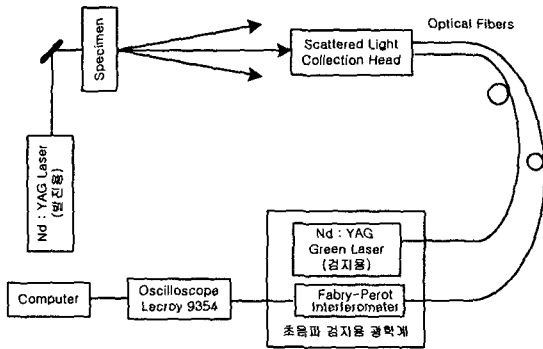 Optical Fibers
Specimen
Scattered Light
Collection Head
Nd : YAG Laser
(발진용)
Nd : YAG
Green Laser
(검지용)
Computer
Oscilloscope
Lecroy 9354
Fabry-Perot
Interferometer
초음파 검지용 광학계